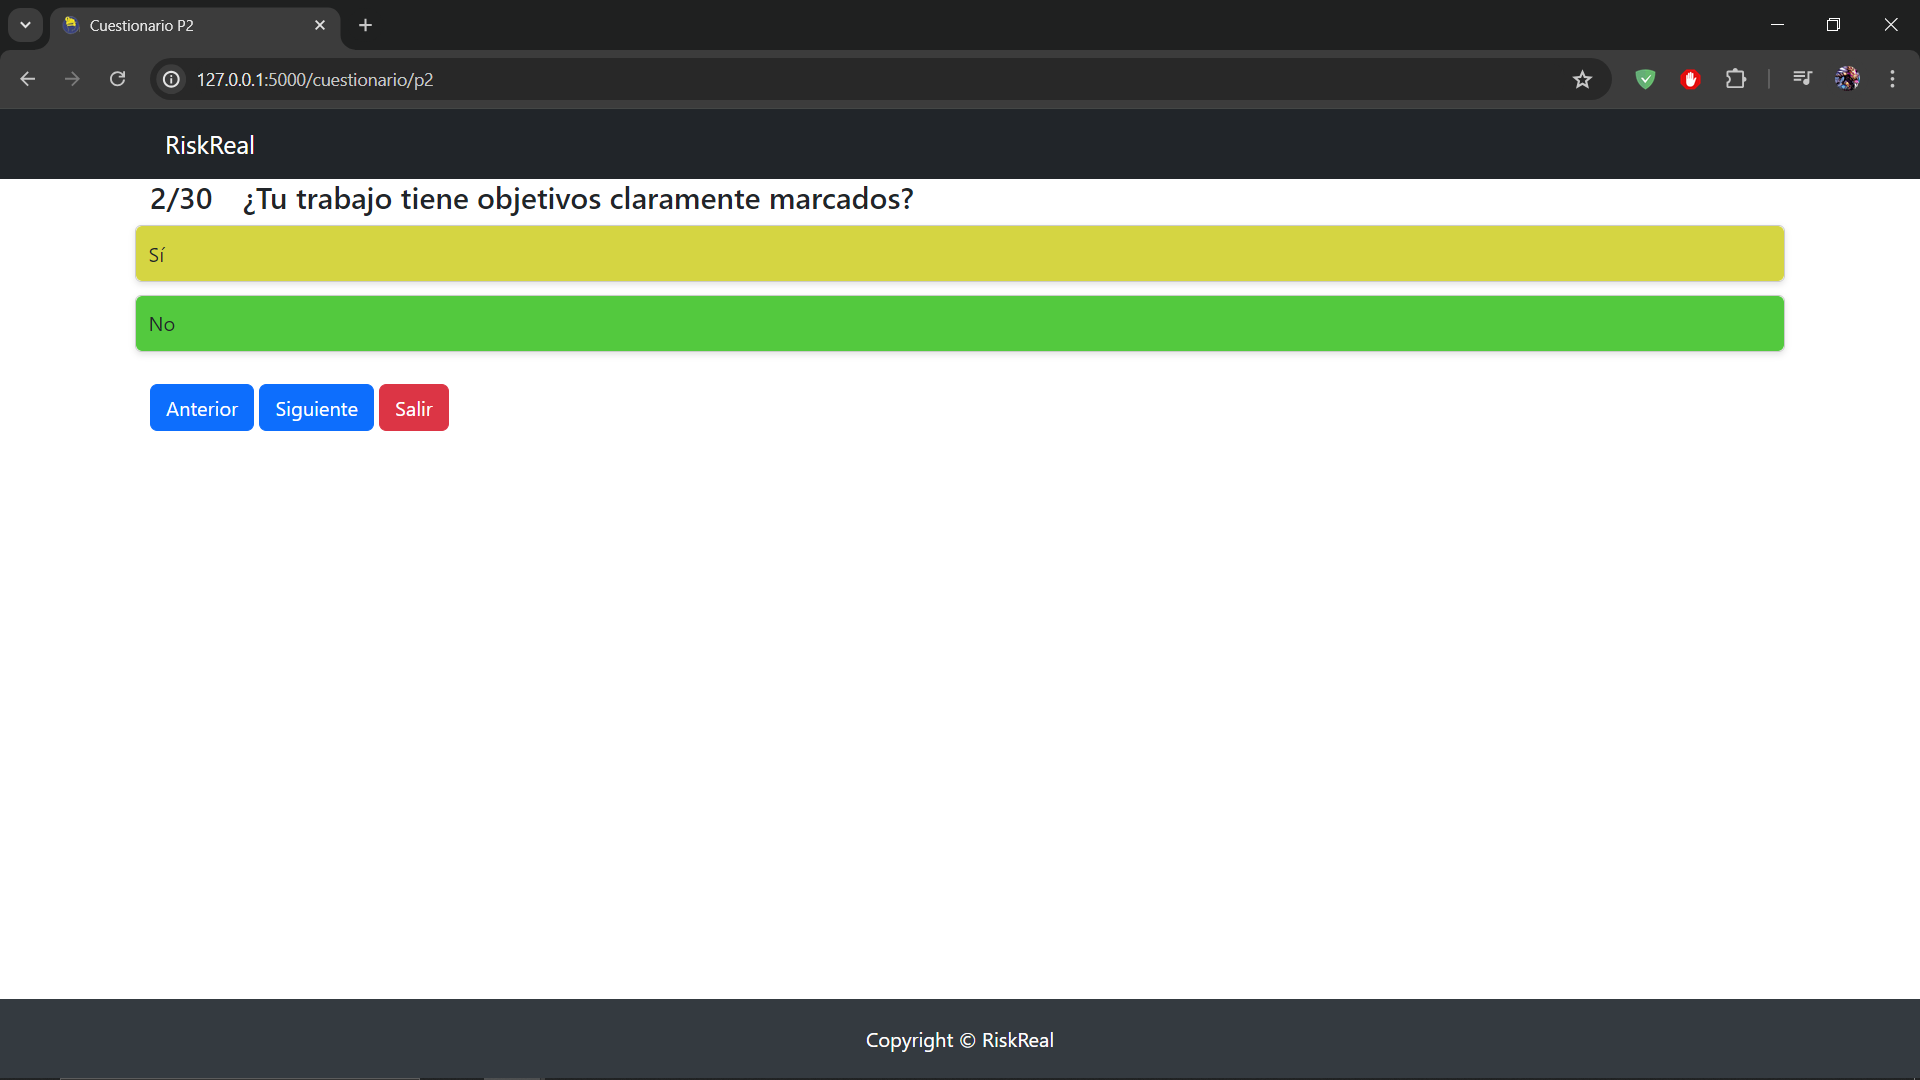 Cuestionario P2
127.0.0.1:5000/cuestionario/p2
RiskReal
2/30 ¿Tu trabajo tiene objetivos claramente marcados?
Sí
No
Anterior Siguiente Salir
Copyright © RiskReal